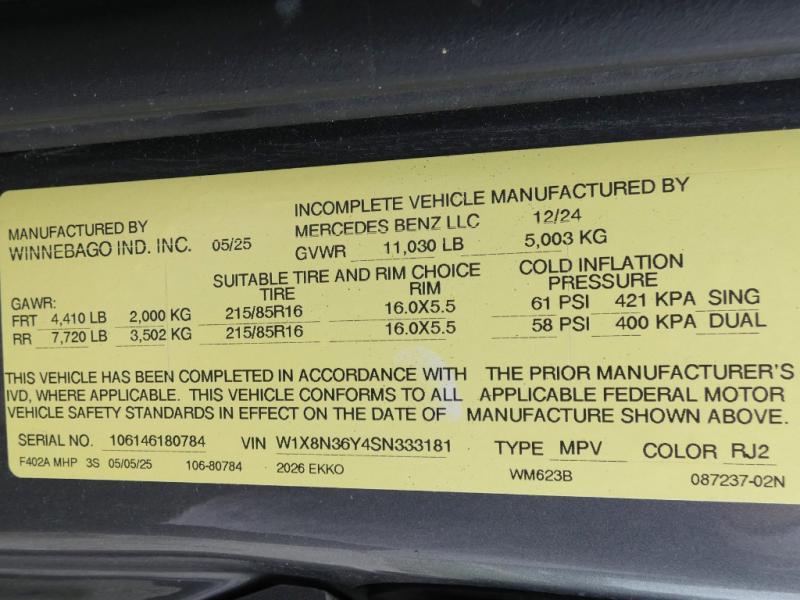 MANUFACTURED BY
WINNEBAGO IND. INC. 05/25
INCOMPLETE VEHICLE MANUFACTURED BY
MERCEDES BENZ LLC 12/24
GVWR 11,030 LB 5,003 KG
SUITABLE TIRE AND RIM CHOICE
TIRE RIM
COLD INFLATION
PRESSURE
GAWR:
FRT 4,410 LB 2,000 KG 215/85R16 16.0X5.5 61 PSI 421 KPA SING
RR 7,720 LB 3,502 KG 215/85R16 16.0X5.5 58 PSI 400 KPA DUAL
THIS VEHICLE HAS BEEN COMPLETED IN ACCORDANCE WITH THE PRIOR MANUFACTURER'S
IVD, WHERE APPLICABLE. THIS VEHICLE CONFORMS TO ALL APPLICABLE FEDERAL MOTOR
VEHICLE SAFETY STANDARDS IN EFFECT ON THE DATE OF MANUFACTURE SHOWN ABOVE.
SERIAL NO. 106146180784 VIN W1X8N36Y4SN333181 TYPE MPV COLOR RJ2
F402A MHP 3S 05/05/25 106-80784 2026 EKKO WM623B 087237-02N